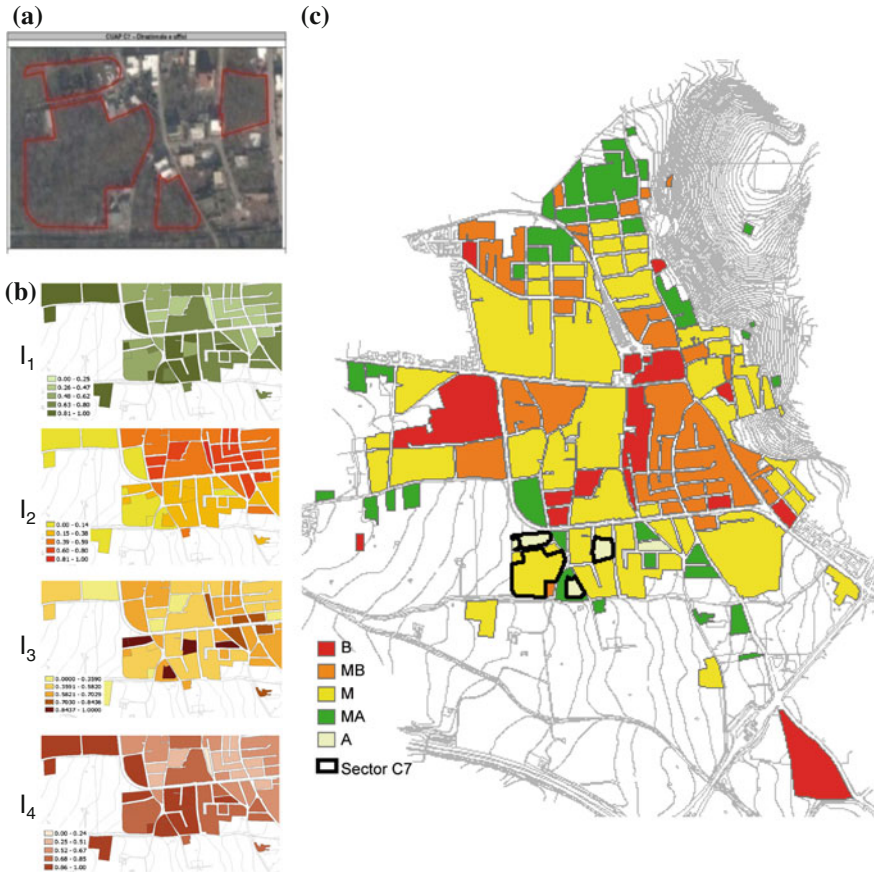 (a)
CUAP C7 - Direzionale e uffici
(b)
I1
0.00 - 0.25
0.26 - 0.47
0.48 - 0.62
0.63 - 0.80
0.81 - 1.00
I2
0.00 - 0.14
0.15 - 0.38
0.39 - 0.59
0.60 - 0.80
0.81 - 1.00
I3
0.0000 - 0.3390
0.3391 - 0.5820
0.5821 - 0.7029
0.7030 - 0.8436
0.8437 - 1.0000
I4
0.00 - 0.24
0.25 - 0.51
0.52 - 0.67
0.68 - 0.85
0.86 - 1.00
(c)
B
MB
M
MA
A
Sector C7